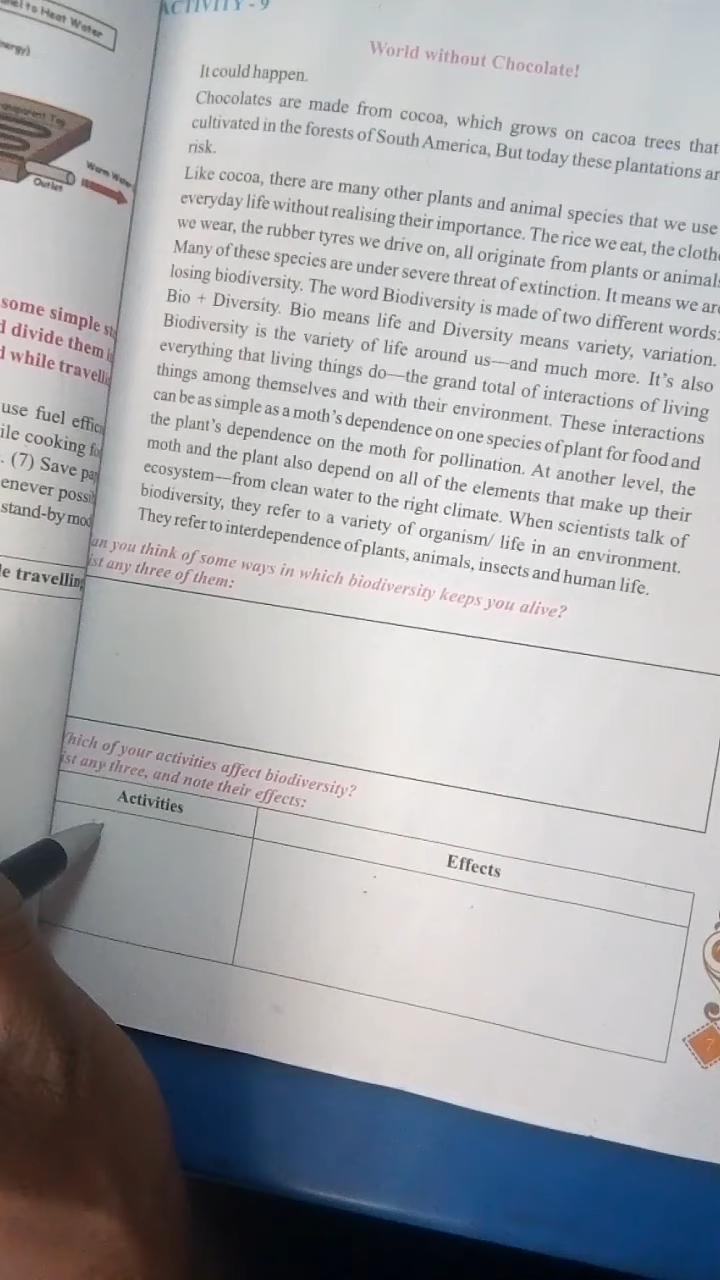 to Heat Water
Outlet
Warm
some simple
divide them
while travelli
use fuel effic
ile cooking
. (7) Save
enever possi
stand-by mod
le travelling
ACTIVITY - 9
World without Chocolate!
It could happen.
Chocolates are made from cocoa, which grows on cacoa trees that
cultivated in the forests of South America, But today these plantations ar
risk.
Like cocoa, there are many other plants and animal species that we use
everyday life without realising their importance. The rice we eat, the cloth
we wear, the rubber tyres we drive on, all originate from plants or animals
Many of these species are under severe threat of extinction. It means we are
losing biodiversity. The word Biodiversity is made of two different words:
Bio + Diversity. Bio means life and Diversity means variety, variation.
Biodiversity is the variety of life around us—and much more. It's also
everything that living things do—the grand total of interactions of living
things among themselves and with their environment. These interactions
can be as simple as a moth's dependence on one species of plant for food and
the plant's dependence on the moth for pollination. At another level, the
moth and the plant also depend on all of the elements that make up their
ecosystem—from clean water to the right climate. When scientists talk of
biodiversity, they refer to a variety of organism/ life in an environment.
They refer to interdependence of plants, animals, insects and human life.
an you think of some ways in which biodiversity keeps you alive?
ist any three of them:
hich of your activities affect biodiversity?
ist any three, and note their effects:
Activities
Effects
7